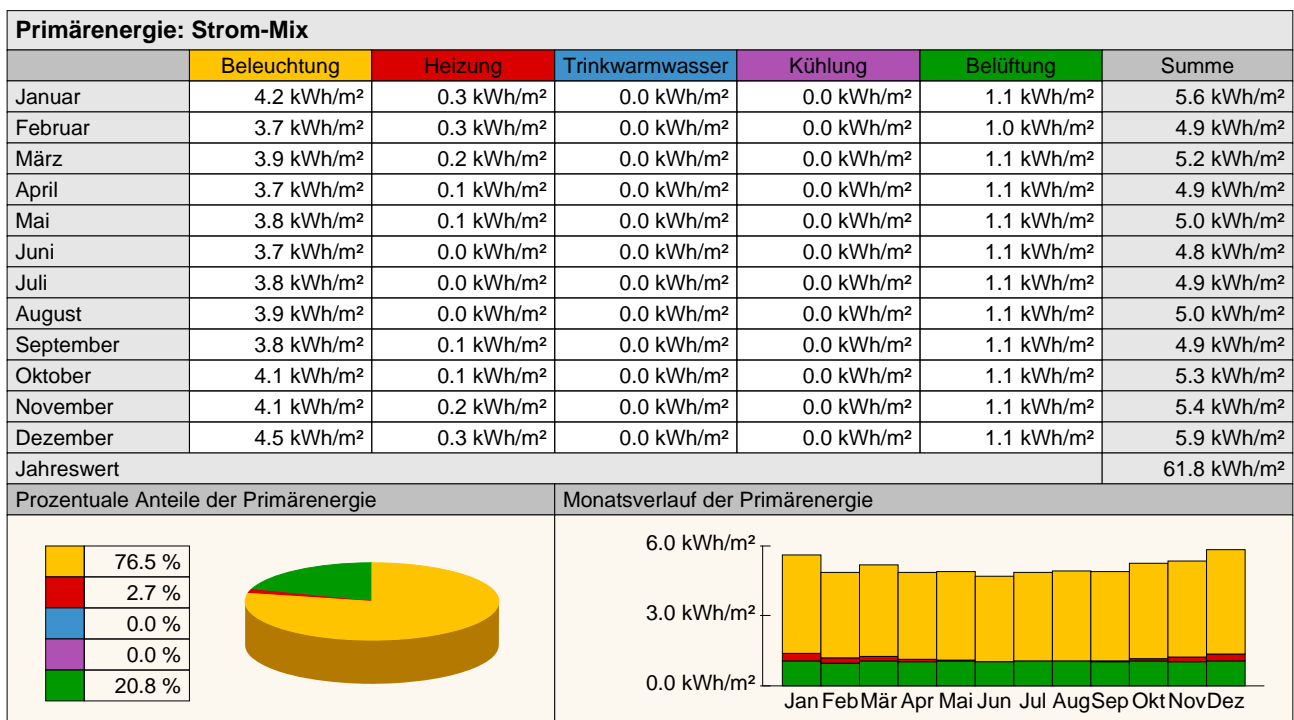 Primärenergie: Strom-Mix
Beleuchtung Heizung Trinkwarmwasser Kühlung Belüftung Summe
Januar 4.2 kWh/m² 0.3 kWh/m² 0.0 kWh/m² 0.0 kWh/m² 1.1 kWh/m² 5.6 kWh/m²
Februar 3.7 kWh/m² 0.3 kWh/m² 0.0 kWh/m² 0.0 kWh/m² 1.0 kWh/m² 4.9 kWh/m²
März 3.9 kWh/m² 0.2 kWh/m² 0.0 kWh/m² 0.0 kWh/m² 1.1 kWh/m² 5.2 kWh/m²
April 3.7 kWh/m² 0.1 kWh/m² 0.0 kWh/m² 0.0 kWh/m² 1.1 kWh/m² 4.9 kWh/m²
Mai 3.8 kWh/m² 0.1 kWh/m² 0.0 kWh/m² 0.0 kWh/m² 1.1 kWh/m² 5.0 kWh/m²
Juni 3.7 kWh/m² 0.0 kWh/m² 0.0 kWh/m² 0.0 kWh/m² 1.1 kWh/m² 4.8 kWh/m²
Juli 3.8 kWh/m² 0.0 kWh/m² 0.0 kWh/m² 0.0 kWh/m² 1.1 kWh/m² 4.9 kWh/m²
August 3.9 kWh/m² 0.0 kWh/m² 0.0 kWh/m² 0.0 kWh/m² 1.1 kWh/m² 5.0 kWh/m²
September 3.8 kWh/m² 0.1 kWh/m² 0.0 kWh/m² 0.0 kWh/m² 1.1 kWh/m² 4.9 kWh/m²
Oktober 4.1 kWh/m² 0.1 kWh/m² 0.0 kWh/m² 0.0 kWh/m² 1.1 kWh/m² 5.3 kWh/m²
November 4.1 kWh/m² 0.2 kWh/m² 0.0 kWh/m² 0.0 kWh/m² 1.1 kWh/m² 5.4 kWh/m²
Dezember 4.5 kWh/m² 0.3 kWh/m² 0.0 kWh/m² 0.0 kWh/m² 1.1 kWh/m² 5.9 kWh/m²
Jahreswert 61.8 kWh/m²
Prozentuale Anteile der Primärenergie
76.5 %
2.7 %
0.0 %
0.0 %
20.8 %
Monatsverlauf der Primärenergie
6.0 kWh/m²
3.0 kWh/m²
0.0 kWh/m²
Jan Feb Mär Apr Mai Jun Jul Aug Sep Okt Nov Dez